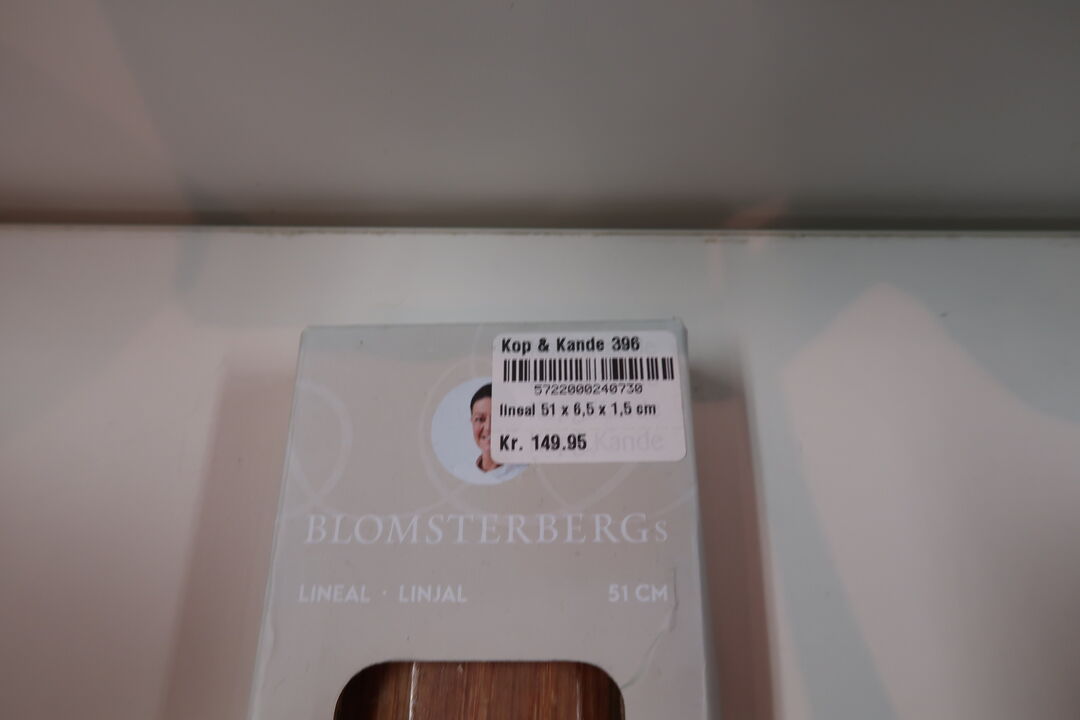 Kop & Kande 396
5722000240730
lineal 51 x 6,5 x 1,5 cm
Kr. 149.95 Kande
BLOMSTERBERGs
LINEAL · LINJAL 51 CM